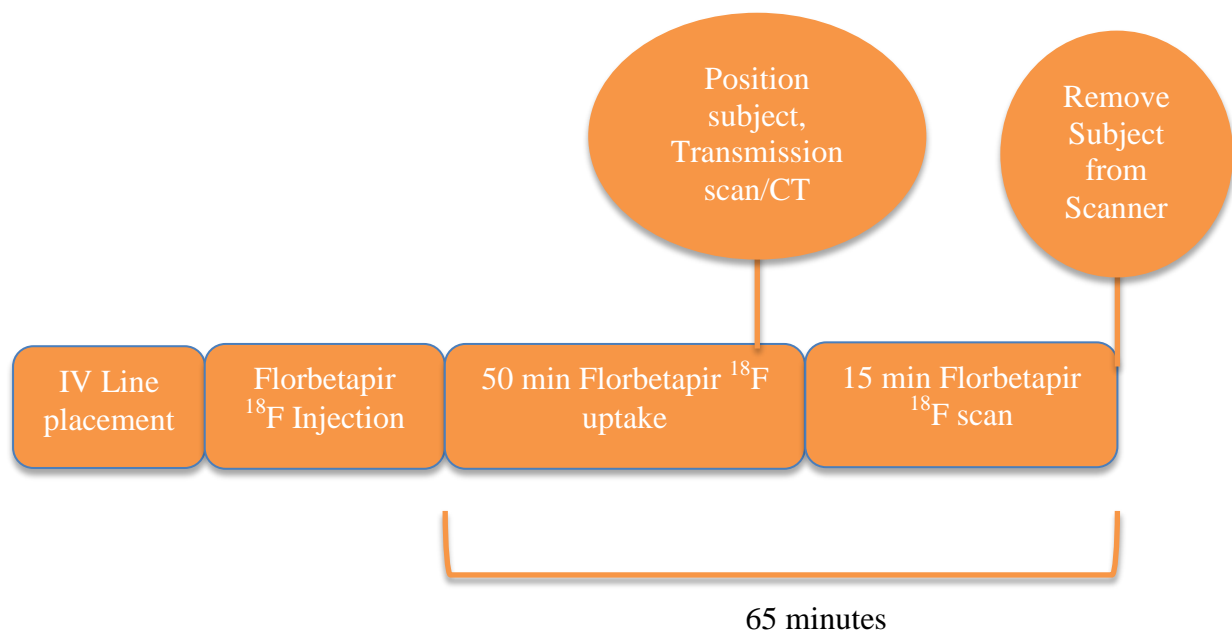 Position
subject,
Transmission
scan/CT
Remove
Subject
from
Scanner
IV Line
placement
Florbetapir
¹⁸F Injection
50 min Florbetapir ¹⁸F
uptake
15 min Florbetapir
¹⁸F scan
65 minutes